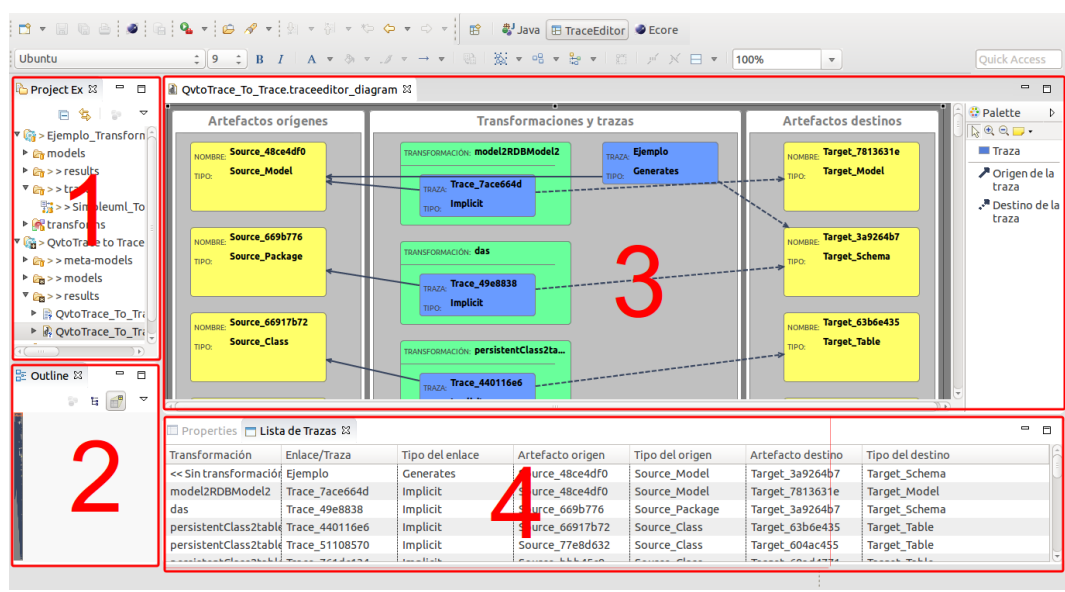 Java TraceEditor Ecore
Ubuntu 9 B I A 100% Quick Access
Project Ex
> Ejemplo_Transforn
models
> > results
> > tra
> > Simpleuml_To
transforms
> QvtoTrace to Trace
> > meta-models
> > models
> > results
QvtoTrace_To_Tra
QvtoTrace_To_Tra
1
Outline
2
QvtoTrace_To_Trace.traceeditor_diagram
Artefactos orígenes Transformaciones y trazas Artefactos destinos
NOMBRE: Source_48ce4df0
TIPO: Source_Model
NOMBRE: Source_669b776
TIPO: Source_Package
NOMBRE: Source_66917b72
TIPO: Source_Class
TRANSFORMACIÓN: model2RDBModel2
TRAZA: Trace_7ace664d
TIPO: Implicit
TRAZA: Ejemplo
TIPO: Generates
TRANSFORMACIÓN: das
TRAZA: Trace_49e8838
TIPO: Implicit
TRANSFORMACIÓN: persistentClass2ta...
TRAZA: Trace_440116e6
Implicit
NOMBRE: Target_7813631e
TIPO: Target_Model
NOMBRE: Target_3a9264b7
TIPO: Target_Schema
NOMBRE: Target_63b6e435
TIPO: Target_Table
3
Palette
Traza
Origen de la
traza
Destino de la
traza
Properties Lista de Trazas
Transformación Enlace/Traza Tipo del enlace Artefacto origen Tipo del origen Artefacto destino Tipo del destino
<< Sin transformación Ejemplo Generates Source_48ce4df0 Source_Model Target_3a9264b7 Target_Schema
model2RDBModel2 Trace_7ace664d Implicit Source_48ce4df0 Source_Model Target_7813631e Target_Model
das Trace_49e8838 Implicit Source_669b776 Source_Package Target_3a9264b7 Target_Schema
persistentClass2table Trace_440116e6 Implicit Source_66917b72 Source_Class Target_63b6e435 Target_Table
persistentClass2table Trace_51108570 Implicit Source_77e8d632 Source_Class Target_604ac455 Target_Table
4